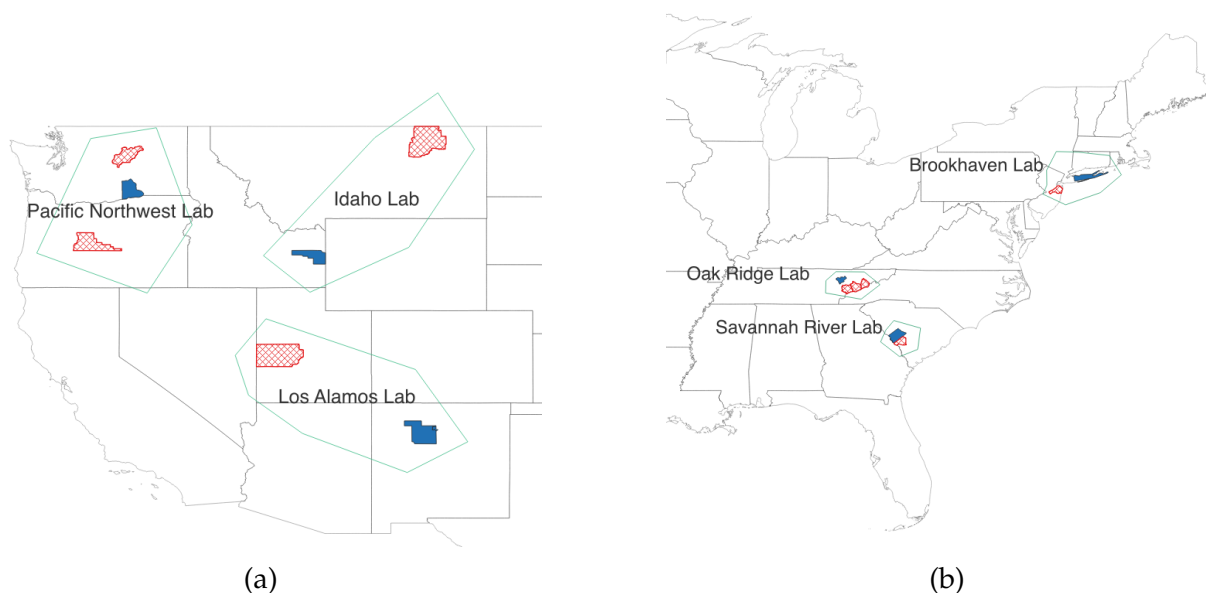 Pacific Northwest Lab
Idaho Lab
Los Alamos Lab
(a)
Brookhaven Lab
Oak Ridge Lab
Savannah River Lab
(b)